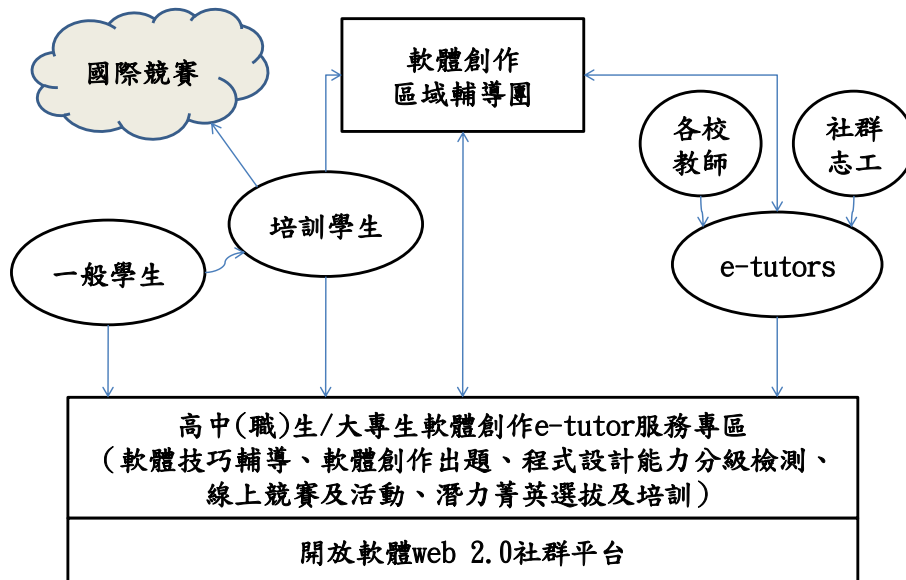 國際競賽
軟體創作
區域輔導團
各校
教師
社群
志工
培訓學生
一般學生
e-tutors
高中(職)生/大專生軟體創作e-tutor服務專區
(軟體技巧輔導、軟體創作出題、程式設計能力分級檢測、
線上競賽及活動、潛力菁英選拔及培訓)
開放軟體web 2.0社群平台